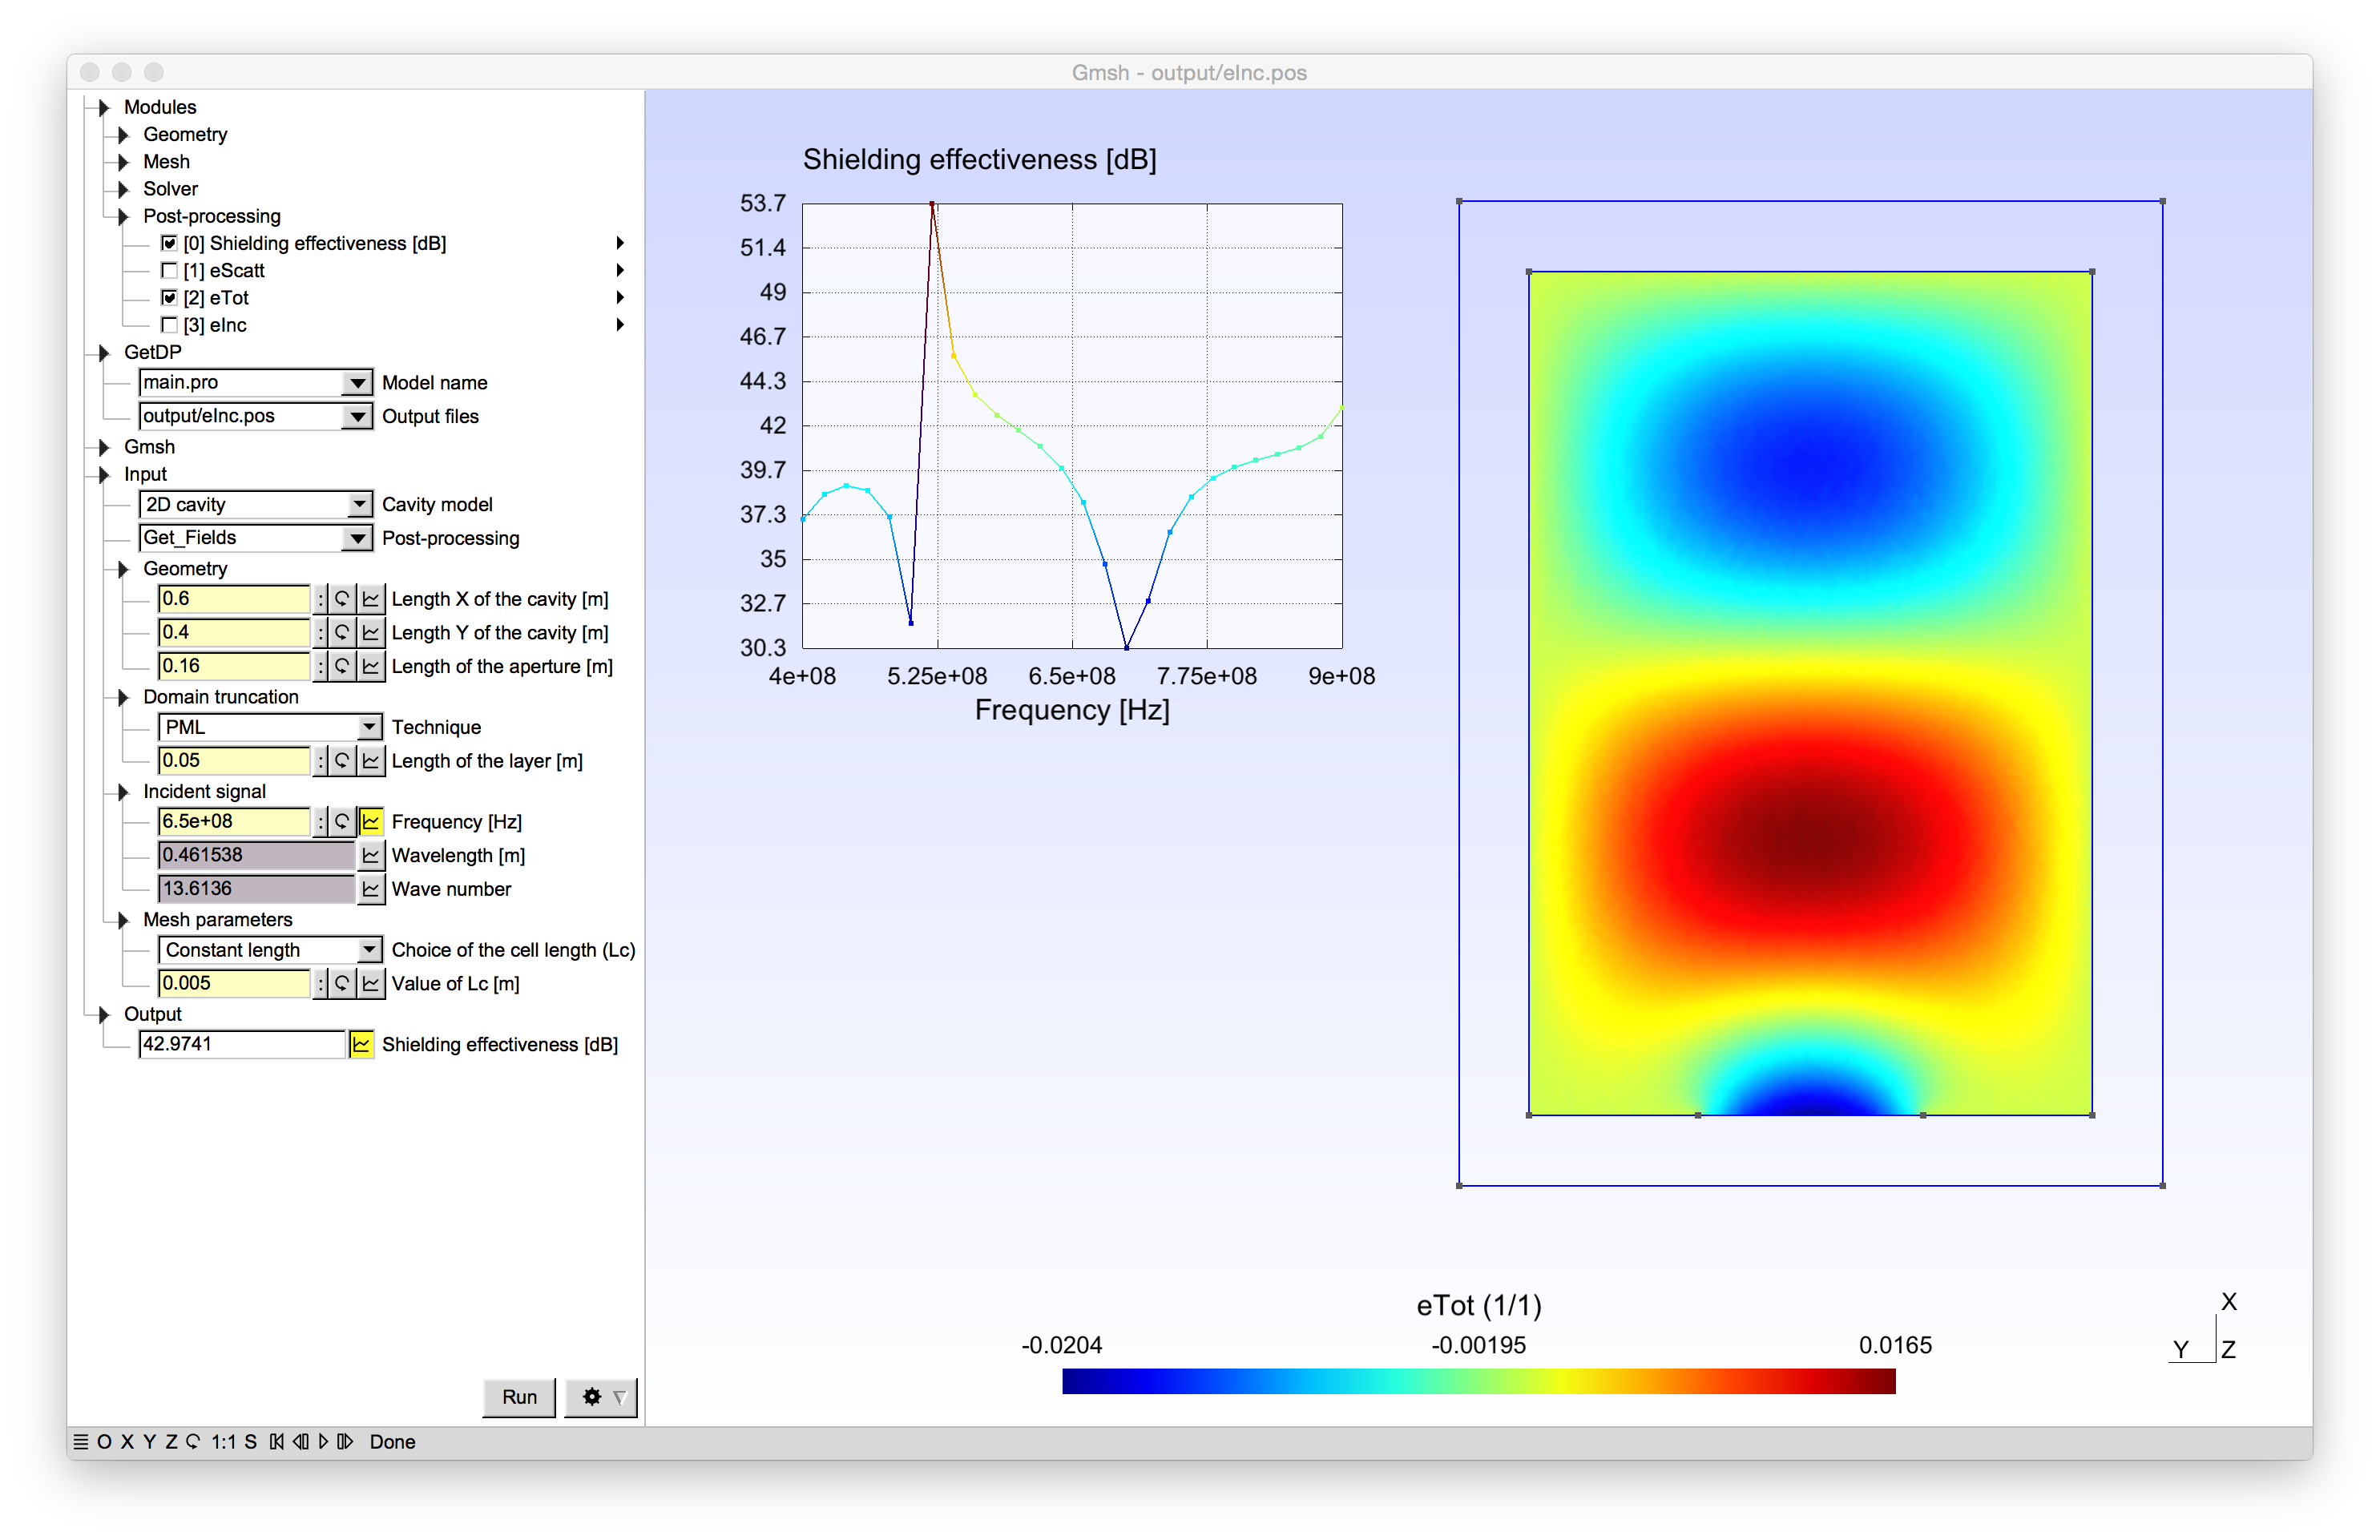 Gmsh - output/eInc.pos
Modules
Geometry
Mesh
Solver
Post-processing
[0] Shielding effectiveness [dB]
[1] eScatt
[2] eTot
[3] eInc
GetDP
main.pro Model name
output/eInc.pos Output files
Gmsh
Input
2D cavity Cavity model
Get_Fields Post-processing
Geometry
0.6 : Length X of the cavity [m]
0.4 : Length Y of the cavity [m]
0.16 : Length of the aperture [m]
Domain truncation
PML Technique
0.05 : Length of the layer [m]
Incident signal
6.5e+08 : Frequency [Hz]
0.461538 Wavelength [m]
13.6136 Wave number
Mesh parameters
Constant length Choice of the cell length (Lc)
0.005 : Value of Lc [m]
Output
42.9741 Shielding effectiveness [dB]
Run
Shielding effectiveness [dB]
53.7
51.4
49
46.7
44.3
42
39.7
37.3
35
32.7
30.3
4e+08 5.25e+08 6.5e+08 7.75e+08 9e+08
Frequency [Hz]
eTot (1/1)
-0.0204 -0.00195 0.0165
X
Y Z
O X Y Z 1:1 S Done